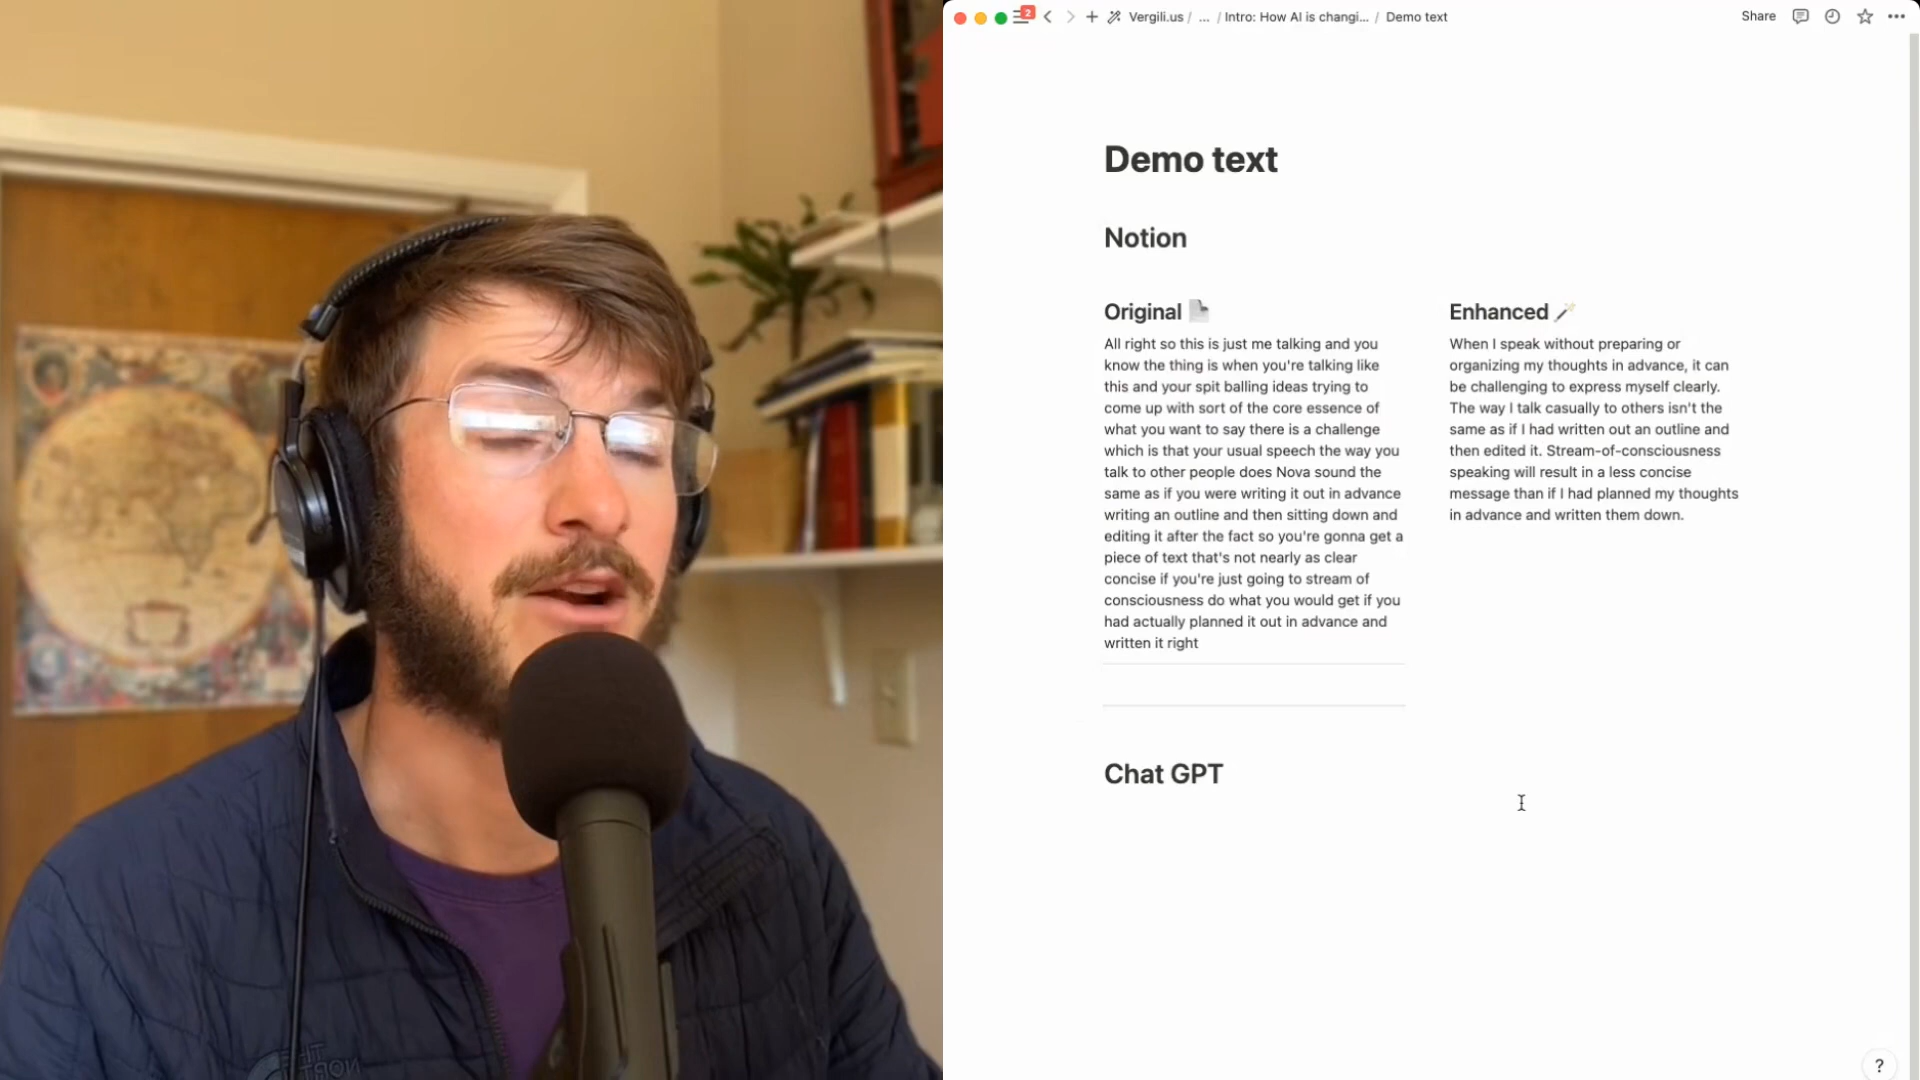 2
Vergili.us / ... / Intro: How AI is changi... / Demo text
Share
Demo text
Notion
Original
All right so this is just me talking and you
know the thing is when you're talking like
this and your spit balling ideas trying to
come up with sort of the core essence of
what you want to say there is a challenge
which is that your usual speech the way you
talk to other people does Nova sound the
same as if you were writing it out in advance
writing an outline and then sitting down and
editing it after the fact so you're gonna get a
piece of text that's not nearly as clear
concise if you're just going to stream of
consciousness do what you would get if you
had actually planned it out in advance and
written it right
Enhanced
When I speak without preparing or
organizing my thoughts in advance, it can
be challenging to express myself clearly.
The way I talk casually to others isn't the
same as if I had written out an outline and
then edited it. Stream-of-consciousness
speaking will result in a less concise
message than if I had planned my thoughts
in advance and written them down.
Chat GPT
?
THE
NORT